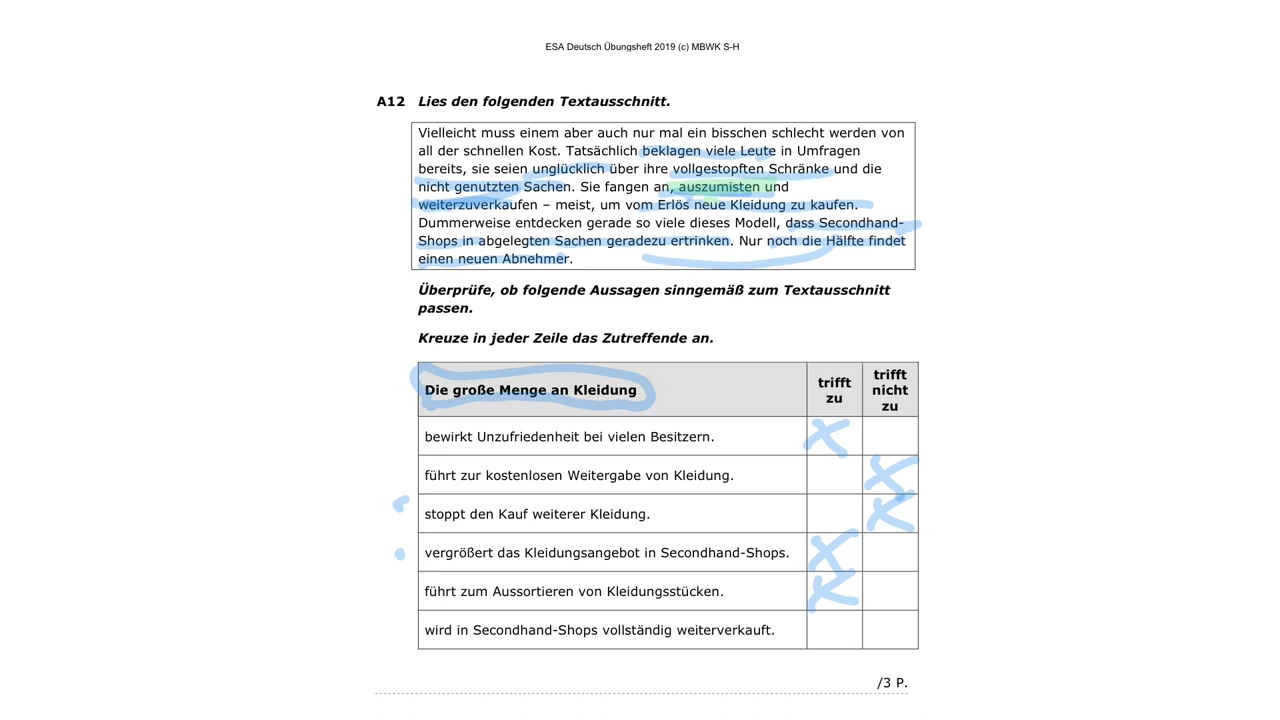 ESA Deutsch Übungsheft 2019 (c) MBWK S-H
A12 Lies den folgenden Textausschnitt.
Vielleicht muss einem aber auch nur mal ein bisschen schlecht werden von
all der schnellen Kost. Tatsächlich beklagen viele Leute in Umfragen
bereits, sie seien unglücklich über ihre vollgestopften Schränke und die
nicht genutzten Sachen. Sie fangen an, auszumisten und
weiterzuverkaufen – meist, um vom Erlös neue Kleidung zu kaufen.
Dummerweise entdecken gerade so viele dieses Modell, dass Secondhand-
Shops in abgelegten Sachen geradezu ertrinken. Nur noch die Hälfte findet
einen neuen Abnehmer.
Überprüfe, ob folgende Aussagen sinngemäß zum Textausschnitt
passen.
Kreuze in jeder Zeile das Zutreffende an.
Die große Menge an Kleidung
trifft
zu
trifft
nicht
zu
bewirkt Unzufriedenheit bei vielen Besitzern. X
führt zur kostenlosen Weitergabe von Kleidung. X
stoppt den Kauf weiterer Kleidung. X
vergrößert das Kleidungsangebot in Secondhand-Shops. X
führt zum Aussortieren von Kleidungsstücken. X
wird in Secondhand-Shops vollständig weiterverkauft.
/3 P.